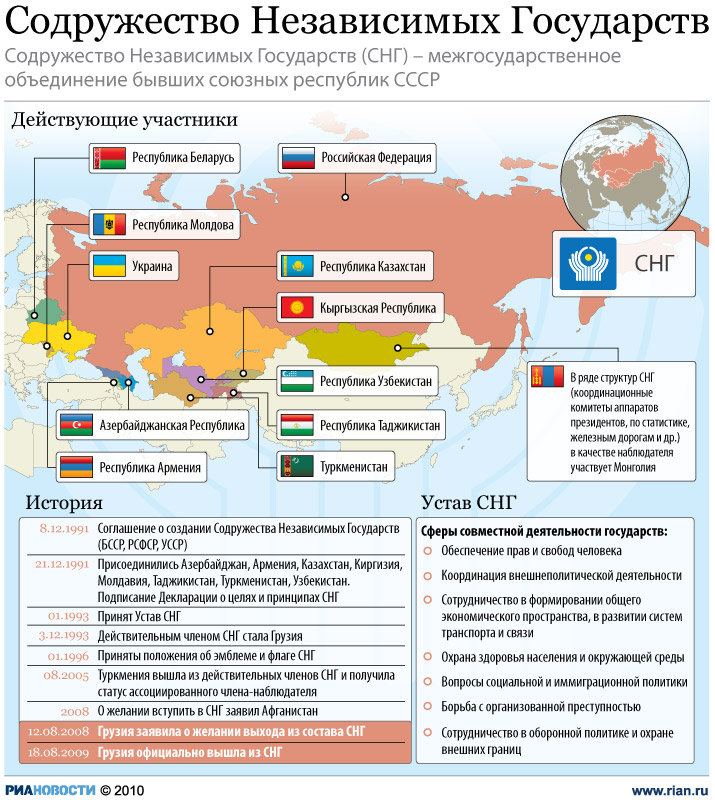 Содружество Независимых Государств
Содружество Независимых Государств (СНГ) – межгосударственное
объединение бывших союзных республик СССР
Действующие участники
Республика Беларусь
Российская Федерация
Республика Молдова
Украина
Республика Казахстан
СНГ
Кыргызская Республика
Республика Узбекистан
В ряде структур СНГ
(координационные
комитеты аппаратов
президентов, по статистике,
железным дорогам и др.)
в качестве наблюдателя
участвует Монголия
Азербайджанская Республика
Республика Таджикистан
Республика Армения
Туркменистан
История
8.12.1991 Соглашение о создании Содружества Независимых Государств
(БССР, РСФСР, УССР)
21.12.1991 Присоединились Азербайджан, Армения, Казахстан, Киргизия,
Молдавия, Таджикистан, Туркменистан, Узбекистан.
Подписание Декларации о целях и принципах СНГ
01.1993 Принят Устав СНГ
3.12.1993 Действительным членом СНГ стала Грузия
01.1996 Приняты положения об эмблеме и флаге СНГ
08.2005 Туркмения вышла из действительных членов СНГ и получила
статус ассоциированного члена-наблюдателя
2008 О желании вступить в СНГ заявил Афганистан
12.08.2008 Грузия заявила о желании выхода из состава СНГ
18.08.2009 Грузия официально вышла из СНГ
Устав СНГ
Сферы совместной деятельности государств:
Обеспечение прав и свобод человека
Координация внешнеполитической деятельности
Сотрудничество в формировании общего
экономического пространства, в развитии систем
транспорта и связи
Охрана здоровья населения и окружающей среды
Вопросы социальной и иммиграционной политики
Борьба с организованной преступностью
Сотрудничество в оборонной политике и охране
внешних границ
РИАНОВОСТИ © 2010
www.rian.ru